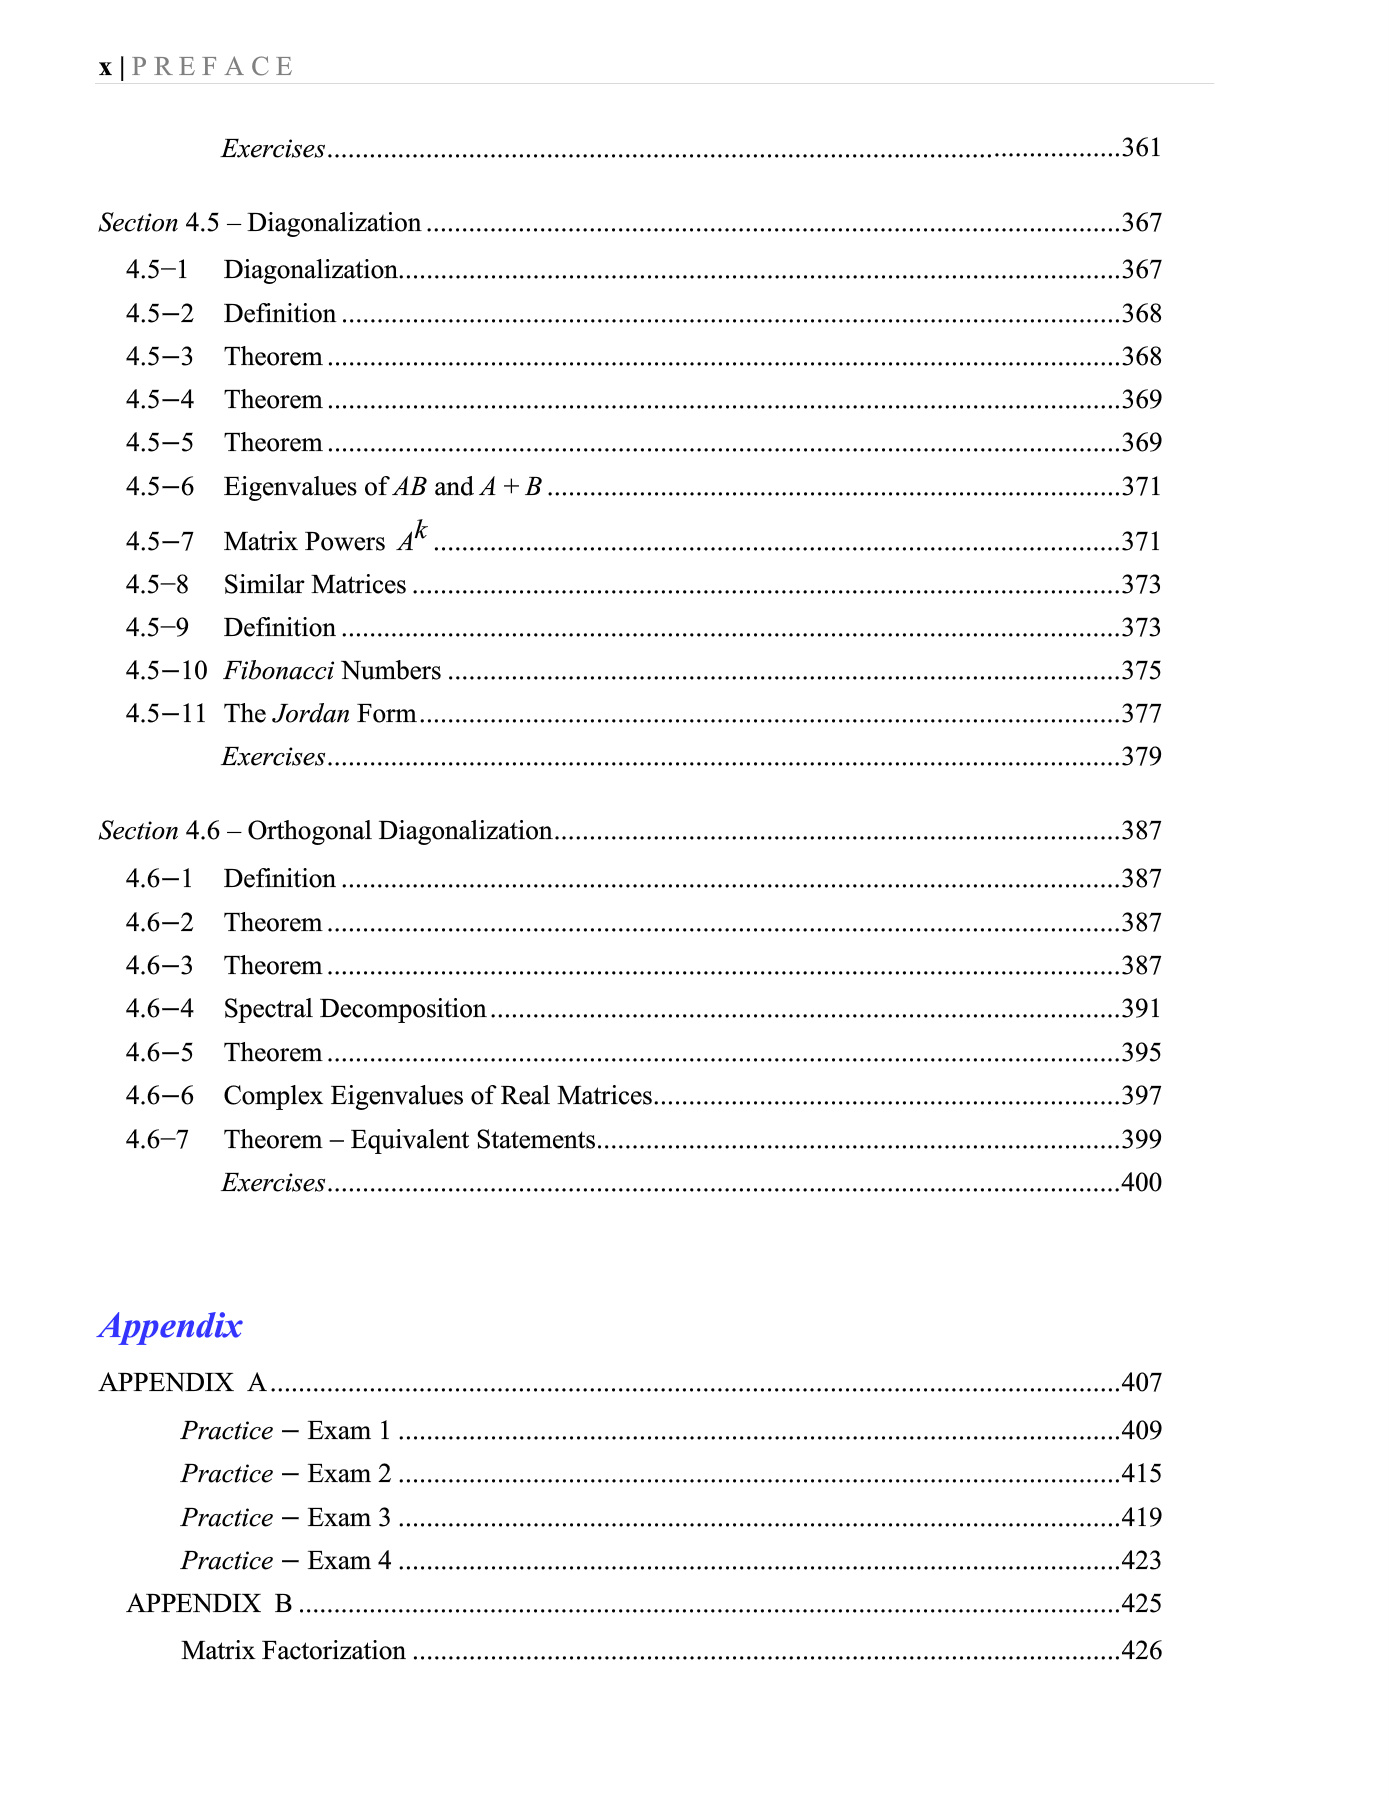 x | PREFACE
Exercises.....361
Section 4.5 – Diagonalization.....367
4.5−1 Diagonalization.....367
4.5−2 Definition.....368
4.5−3 Theorem.....368
4.5−4 Theorem.....369
4.5−5 Theorem.....369
4.5−6 Eigenvalues of AB and A + B.....371
4.5−7 Matrix Powers A^k.....371
4.5−8 Similar Matrices.....373
4.5−9 Definition.....373
4.5−10 Fibonacci Numbers.....375
4.5−11 The Jordan Form.....377
Exercises.....379
Section 4.6 – Orthogonal Diagonalization.....387
4.6−1 Definition.....387
4.6−2 Theorem.....387
4.6−3 Theorem.....387
4.6−4 Spectral Decomposition.....391
4.6−5 Theorem.....395
4.6−6 Complex Eigenvalues of Real Matrices.....397
4.6−7 Theorem – Equivalent Statements.....399
Exercises.....400
Appendix
APPENDIX A.....407
Practice − Exam 1.....409
Practice − Exam 2.....415
Practice − Exam 3.....419
Practice − Exam 4.....423
APPENDIX B.....425
Matrix Factorization.....426